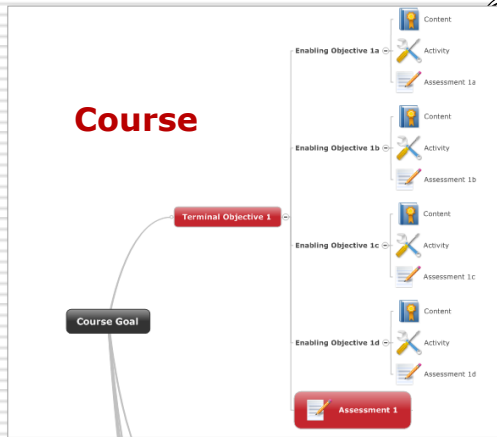 Course
Course Goal
Terminal Objective 1
Enabling Objective 1a
Content
Activity
Assessment 1a
Enabling Objective 1b
Content
Activity
Assessment 1b
Enabling Objective 1c
Content
Activity
Assessment 1c
Enabling Objective 1d
Content
Activity
Assessment 1d
Assessment 1